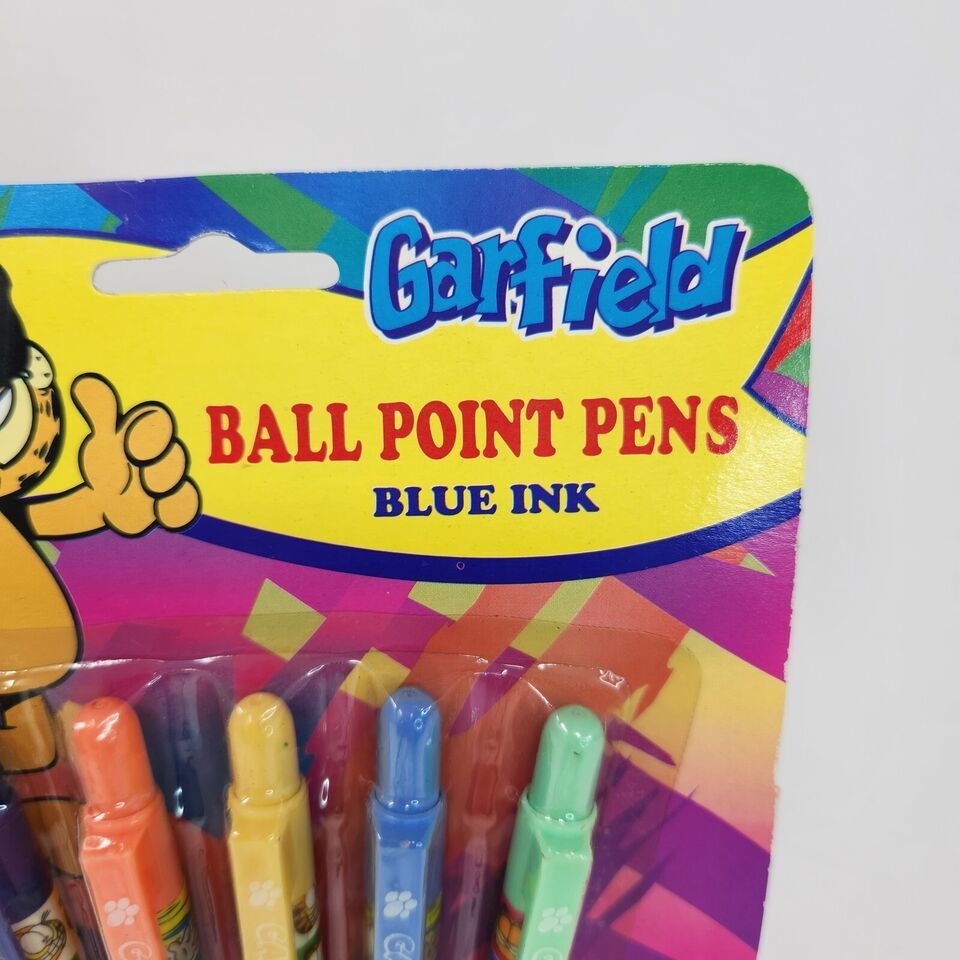 Garfield
BALL POINT PENS
BLUE INK